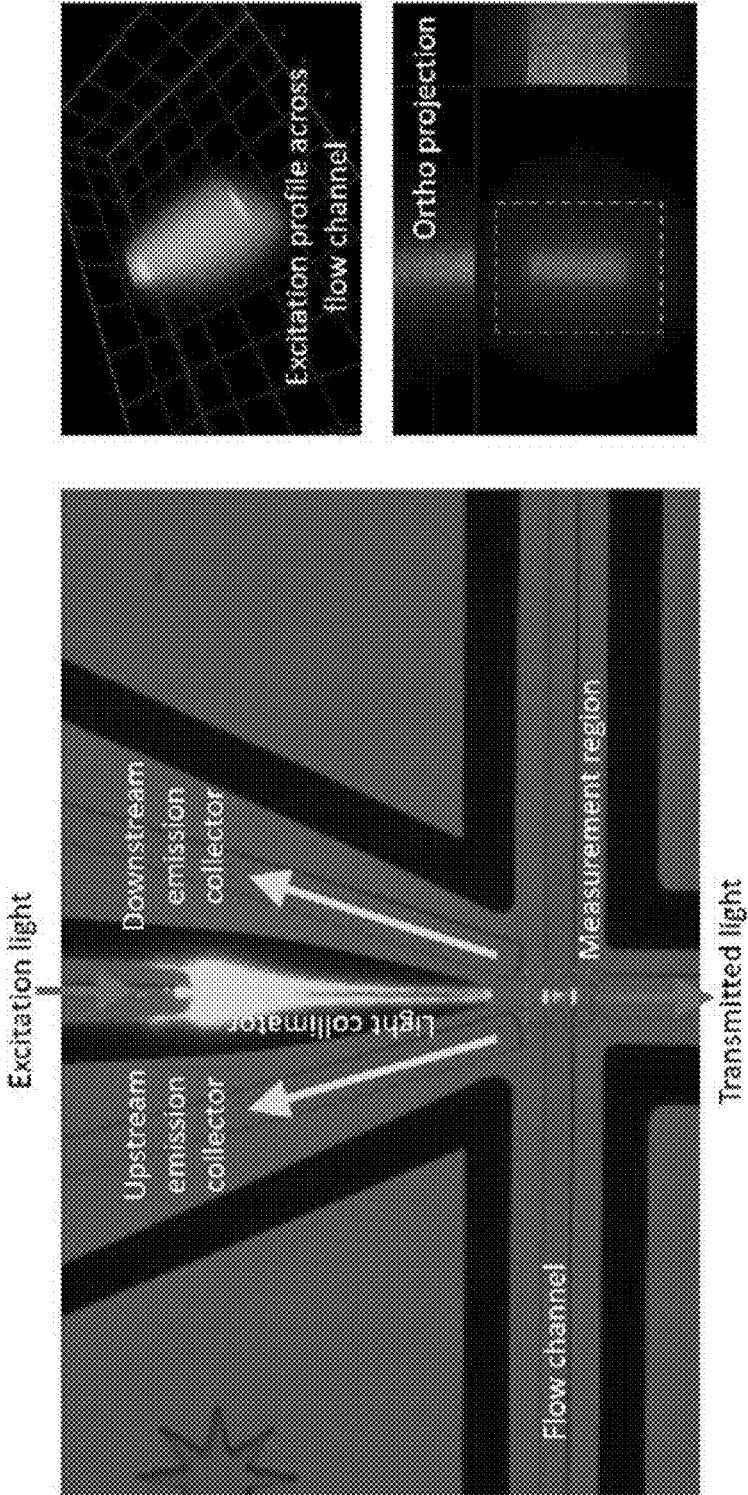 Excitation light
Upstream
emission
collector
Light collimator
Downstream
emission
collector
Flow channel
Measurement region
Transmitted light
Excitation profile across
flow channel
Ortho projection